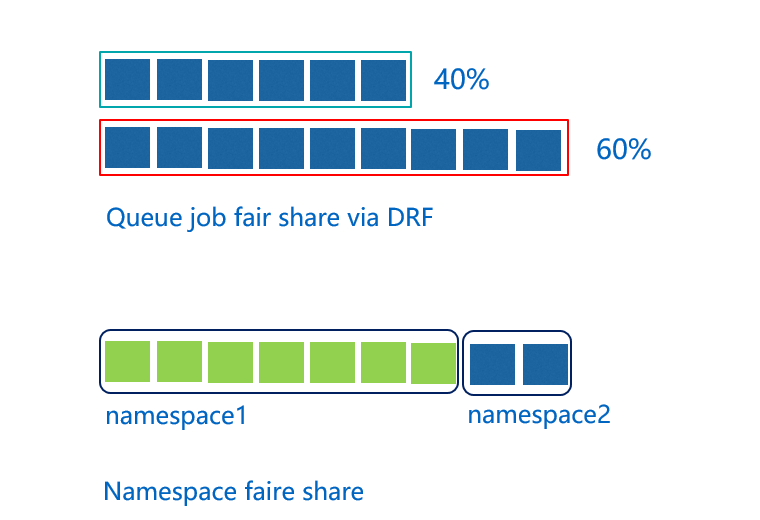 40%
60%
Queue job fair share via DRF
namespace1
namespace2
Namespace faire share